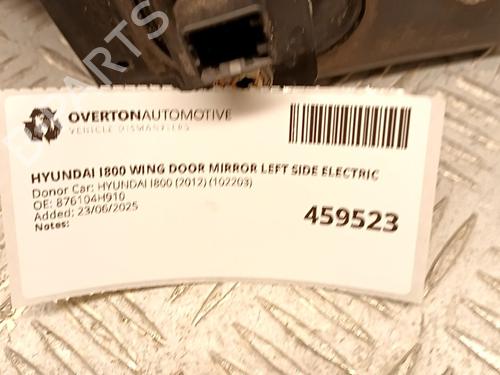 OVERTONAUTOMOTIVE
VEHICLE DISMANTLERS
HYUNDAI I800 WING DOOR MIRROR LEFT SIDE ELECTRIC
Donor Car: HYUNDAI I800 (2012) (102203)
OE: 876104H910
Added: 23/06/2025
Notes:
459523